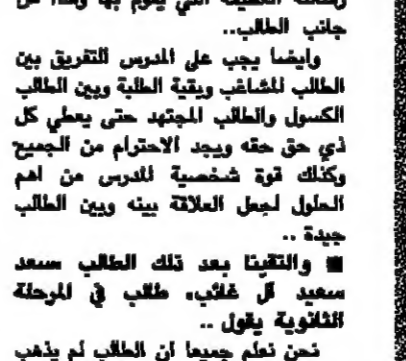 جانب الطالب..
وايضا يجب على المدرس التفريق بين
الطالب المشاغب وبقية الطلبة وبين الطالب
الكسول والطالب المجتهد حتى يعطي كل
ذي حق حقه ويجد الاحترام من الجميع
وكذلك قوة شخصية المدرس من اهم
الحلول لجعل العلاقة بينه وبين الطالب
جيدة ..
■ والتقينا بعد ذلك الطالب سعد
سعيد آل غائب، طالب في المرحلة
الثانوية يقول ..
نحن نعلم جميعا ان الطالب لم يذهب